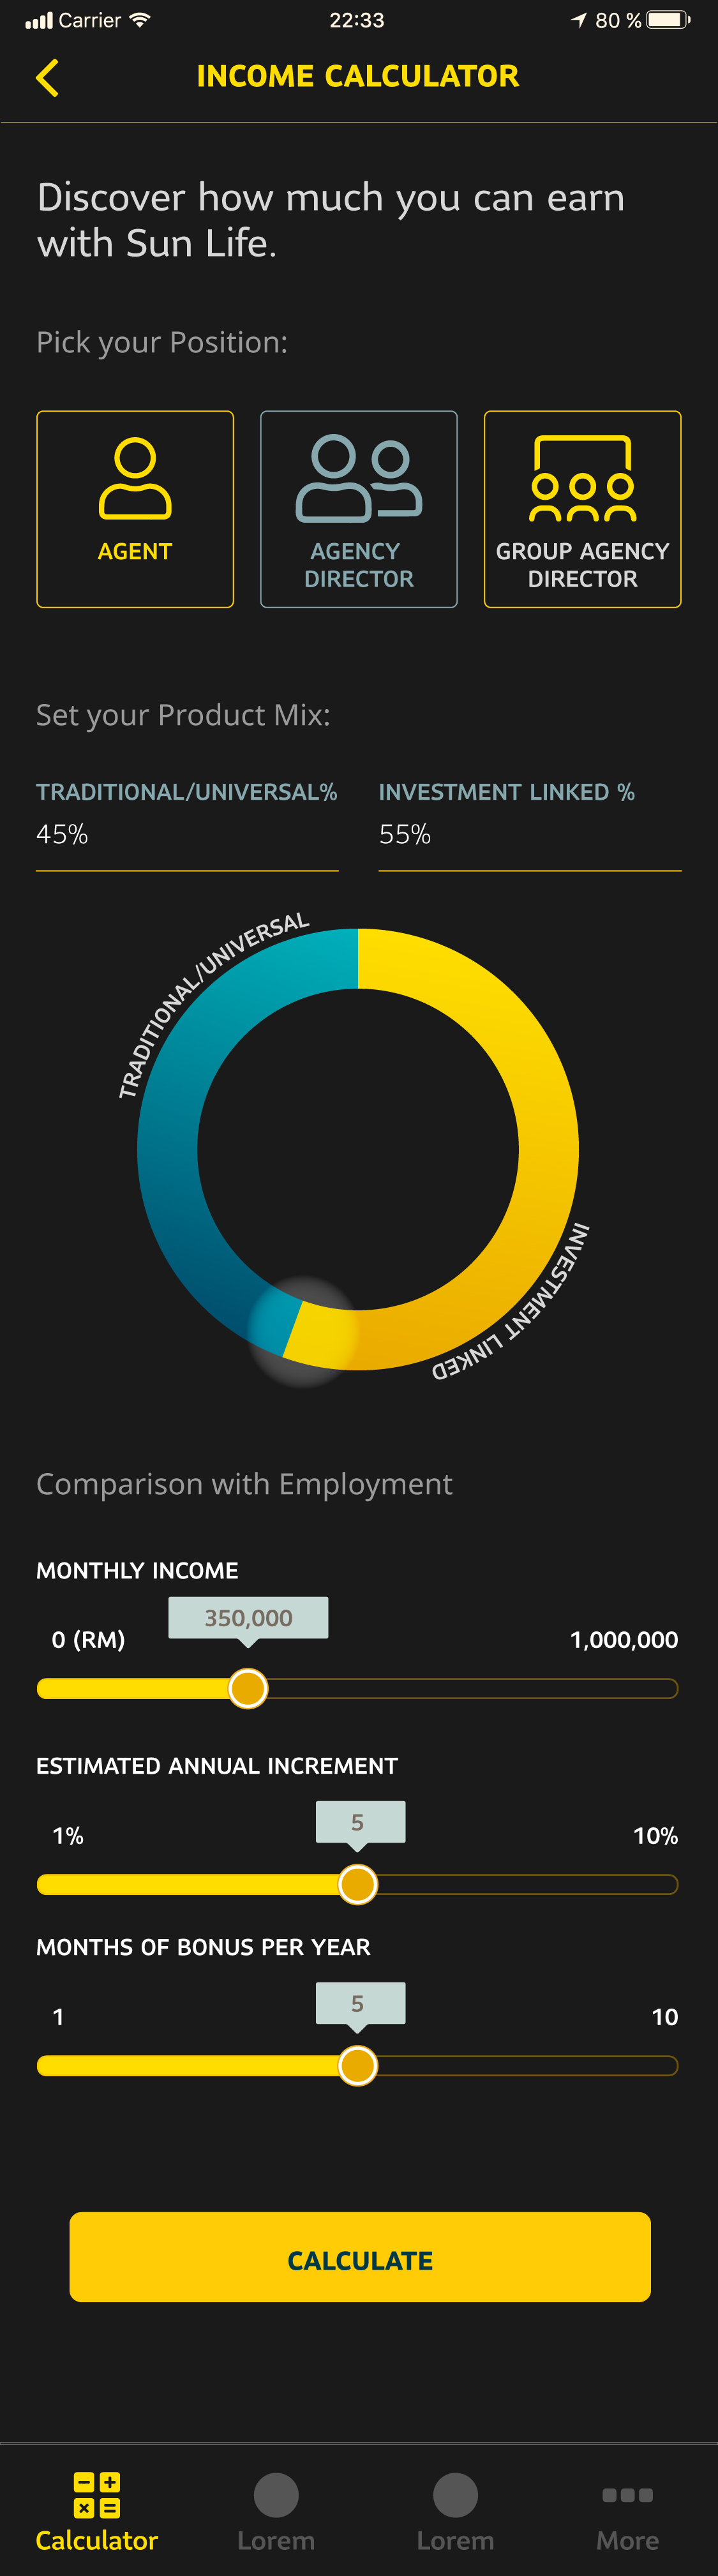 Carrier 22:33 80 %
INCOME CALCULATOR
Discover how much you can earn
with Sun Life.
Pick your Position:
AGENT
AGENCY
DIRECTOR
GROUP AGENCY
DIRECTOR
Set your Product Mix:
TRADITIONAL/UNIVERSAL% INVESTMENT LINKED %
45% 55%
TRADITIONAL/UNIVERSAL
INVESTMENT LINKED
Comparison with Employment
MONTHLY INCOME
350,000
0 (RM) 1,000,000
ESTIMATED ANNUAL INCREMENT
5
1% 10%
MONTHS OF BONUS PER YEAR
5
1 10
CALCULATE
Calculator Lorem Lorem More